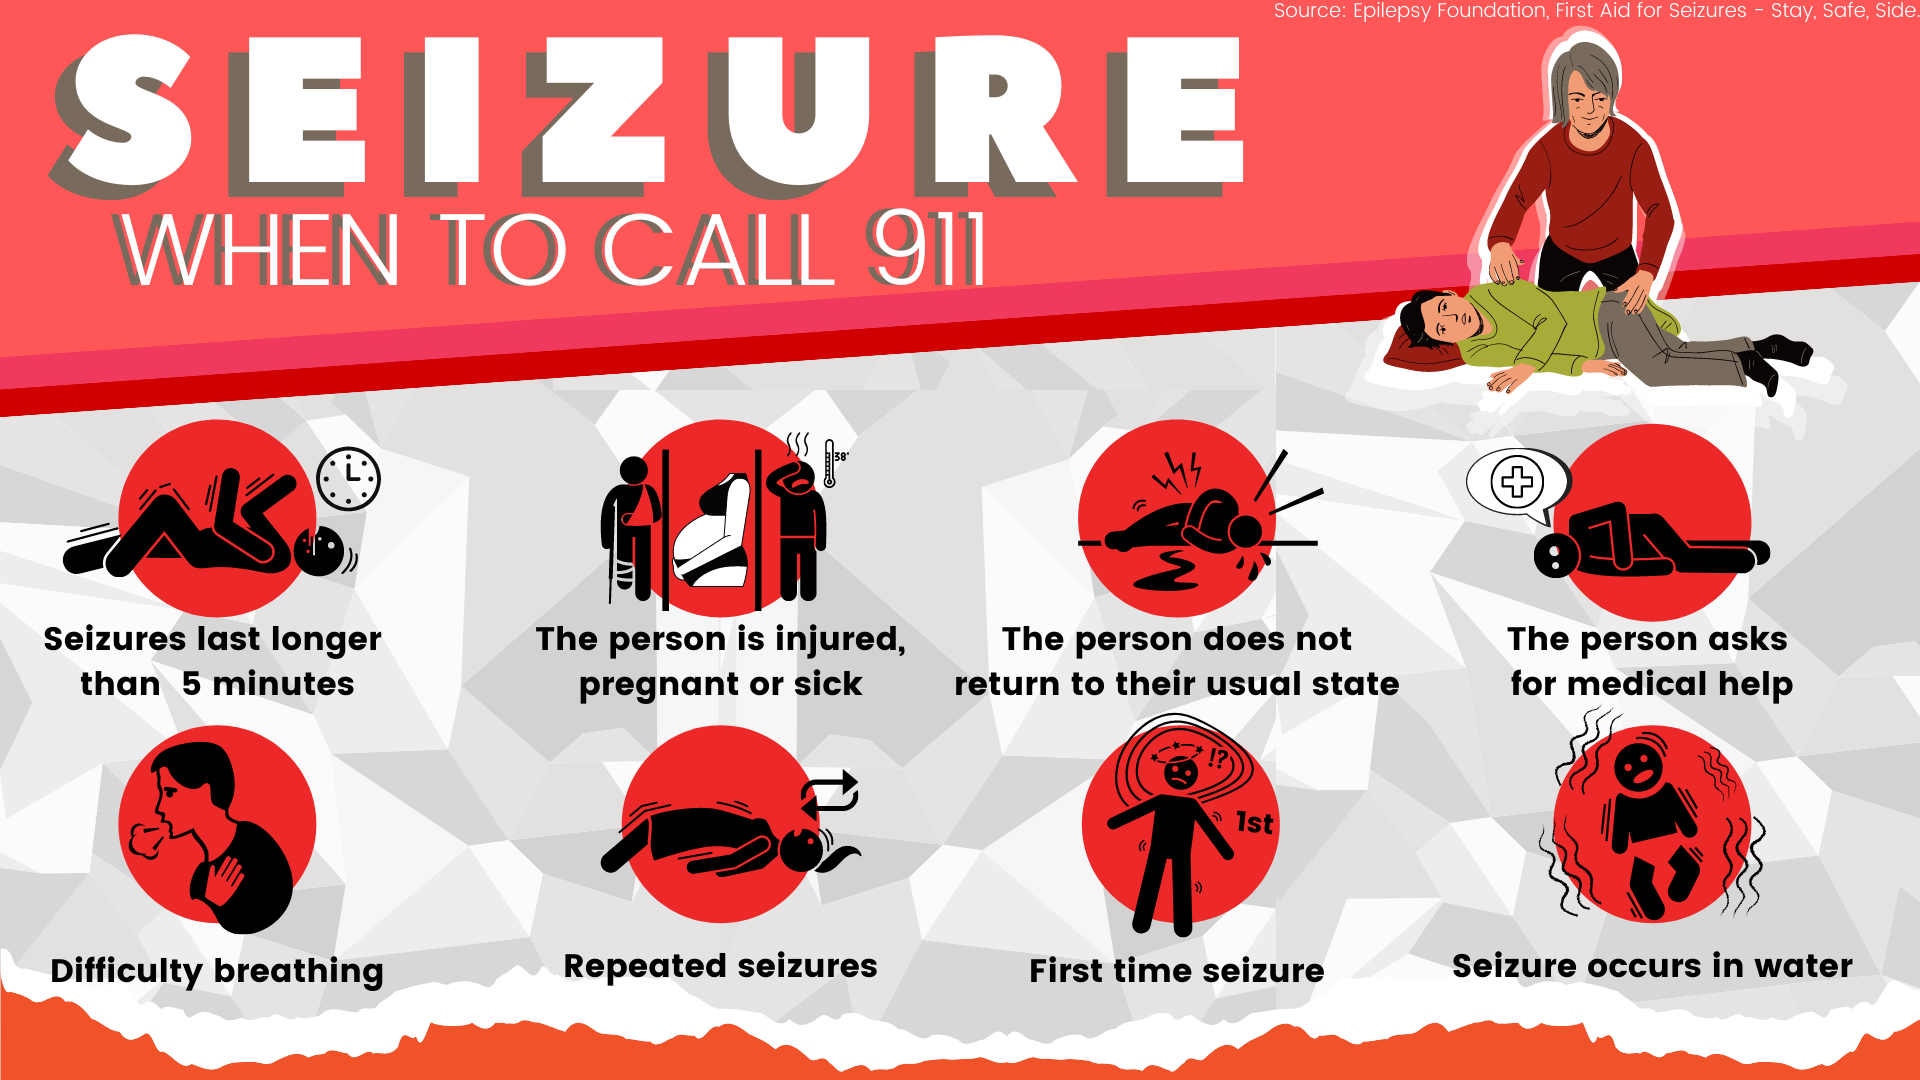 Source: Epilepsy Foundation, First Aid for Seizures - Stay, Safe, Side.
SEIZURE
WHEN TO CALL 911
38°
Seizures last longer
than 5 minutes
The person is injured,
pregnant or sick
The person does not
return to their usual state
The person asks
for medical help
!?
1st
Difficulty breathing
Repeated seizures
First time seizure
Seizure occurs in water